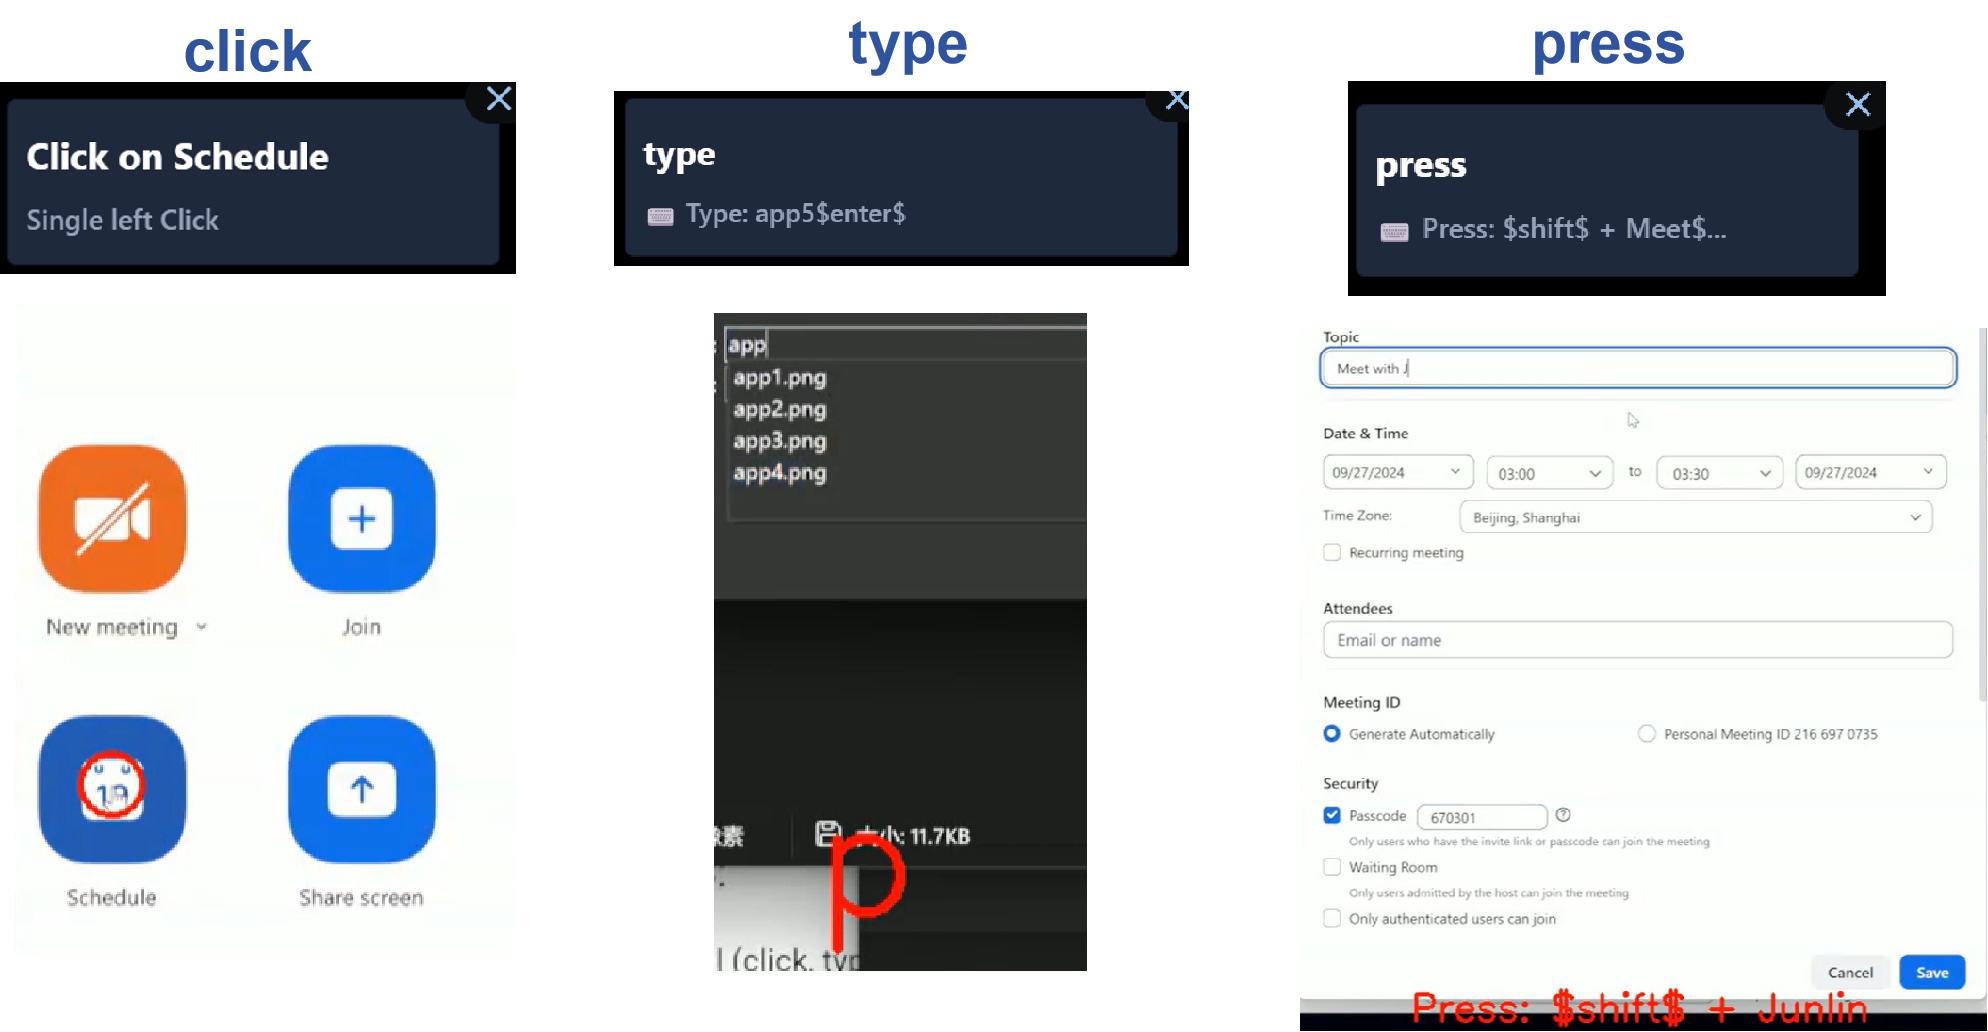 click
Click on Schedule
Single left Click
New meeting
Join
19
Schedule
Share screen
type
type
Type: app5$enter$
app
app1.png
app2.png
app3.png
app4.png
素
大小: 11.7KB
p
(click, typ
press
press
Press: $shift$ + Meet$...
Topic
Meet with J
Date & Time
09/27/2024 03:00 to 03:30 09/27/2024
Time Zone: Beijing, Shanghai
Recurring meeting
Attendees
Email or name
Meeting ID
Generate Automatically Personal Meeting ID 216 697 0735
Security
Passcode 670301
Only users who have the invite link or passcode can join the meeting
Waiting Room
Only users admitted by the host can join the meeting
Only authenticated users can join
Cancel Save
Press: $shift$ + Junlin